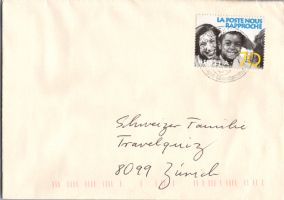 LA POSTE NOUS
RAPPROCHE
70
Schweizer Familie
Travelquiz
8099 Zürich